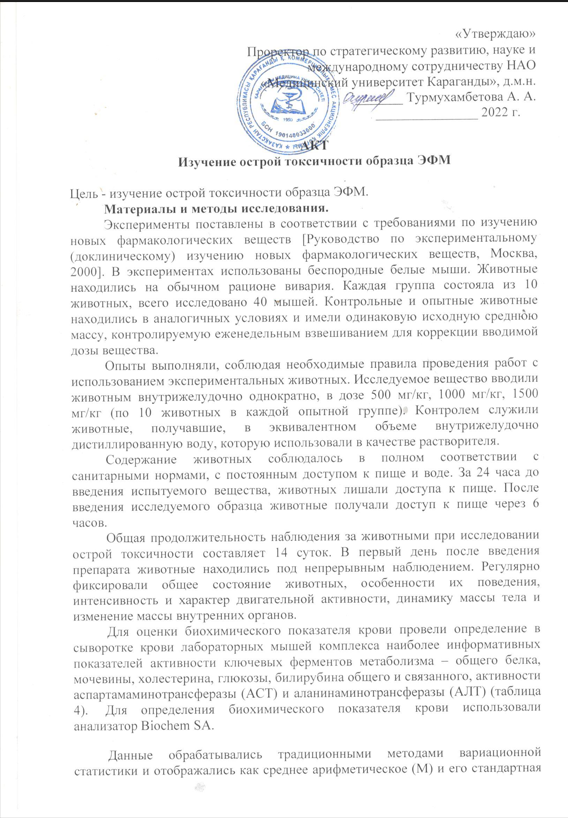 «Утверждаю»
Проректор по стратегическому развитию, науке и
международному сотрудничеству НАО
«Медицинский университет Караганды», д.м.н.
Турмухамбетова А. А.
2022 г.
АКТ
Изучение острой токсичности образца ЭФМ
Цель - изучение острой токсичности образца ЭФМ.
Материалы и методы исследования.
Эксперименты поставлены в соответствии с требованиями по изучению
новых фармакологических веществ [Руководство по экспериментальному
(доклиническому) изучению новых фармакологических веществ, Москва,
2000]. В экспериментах использованы беспородные белые мыши. Животные
находились на обычном рационе вивария. Каждая группа состояла из 10
животных, всего исследовано 40 мышей. Контрольные и опытные животные
находились в аналогичных условиях и имели одинаковую исходную среднюю
массу, контролируемую еженедельным взвешиванием для коррекции вводимой
дозы вещества.
Опыты выполняли, соблюдая необходимые правила проведения работ с
использованием экспериментальных животных. Исследуемое вещество вводили
животным внутрижелудочно однократно, в дозе 500 мг/кг, 1000 мг/кг, 1500
мг/кг (по 10 животных в каждой опытной группе). Контролем служили
животные, получавшие, в эквивалентном объеме внутрижелудочно
дистиллированную воду, которую использовали в качестве растворителя.
Содержание животных соблюдалось в полном соответствии с
санитарными нормами, с постоянным доступом к пище и воде. За 24 часа до
введения испытуемого вещества, животных лишали доступа к пище. После
введения исследуемого образца животные получали доступ к пище через 6
часов.
Общая продолжительность наблюдения за животными при исследовании
острой токсичности составляет 14 суток. В первый день после введения
препарата животные находились под непрерывным наблюдением. Регулярно
фиксировали общее состояние животных, особенности их поведения,
интенсивность и характер двигательной активности, динамику массы тела и
изменение массы внутренних органов.
Для оценки биохимического показателя крови провели определение в
сыворотке крови лабораторных мышей комплекса наиболее информативных
показателей активности ключевых ферментов метаболизма – общего белка,
мочевины, холестерина, глюкозы, билирубина общего и связанного, активности
аспартамаминотрансферазы (АСТ) и аланинаминотрансферазы (АЛТ) (таблица
4). Для определения биохимического показателя крови использовали
анализатор Biochem SA.
Данные обрабатывались традиционными методами вариационной
статистики и отображались как среднее арифметическое (М) и его стандартная